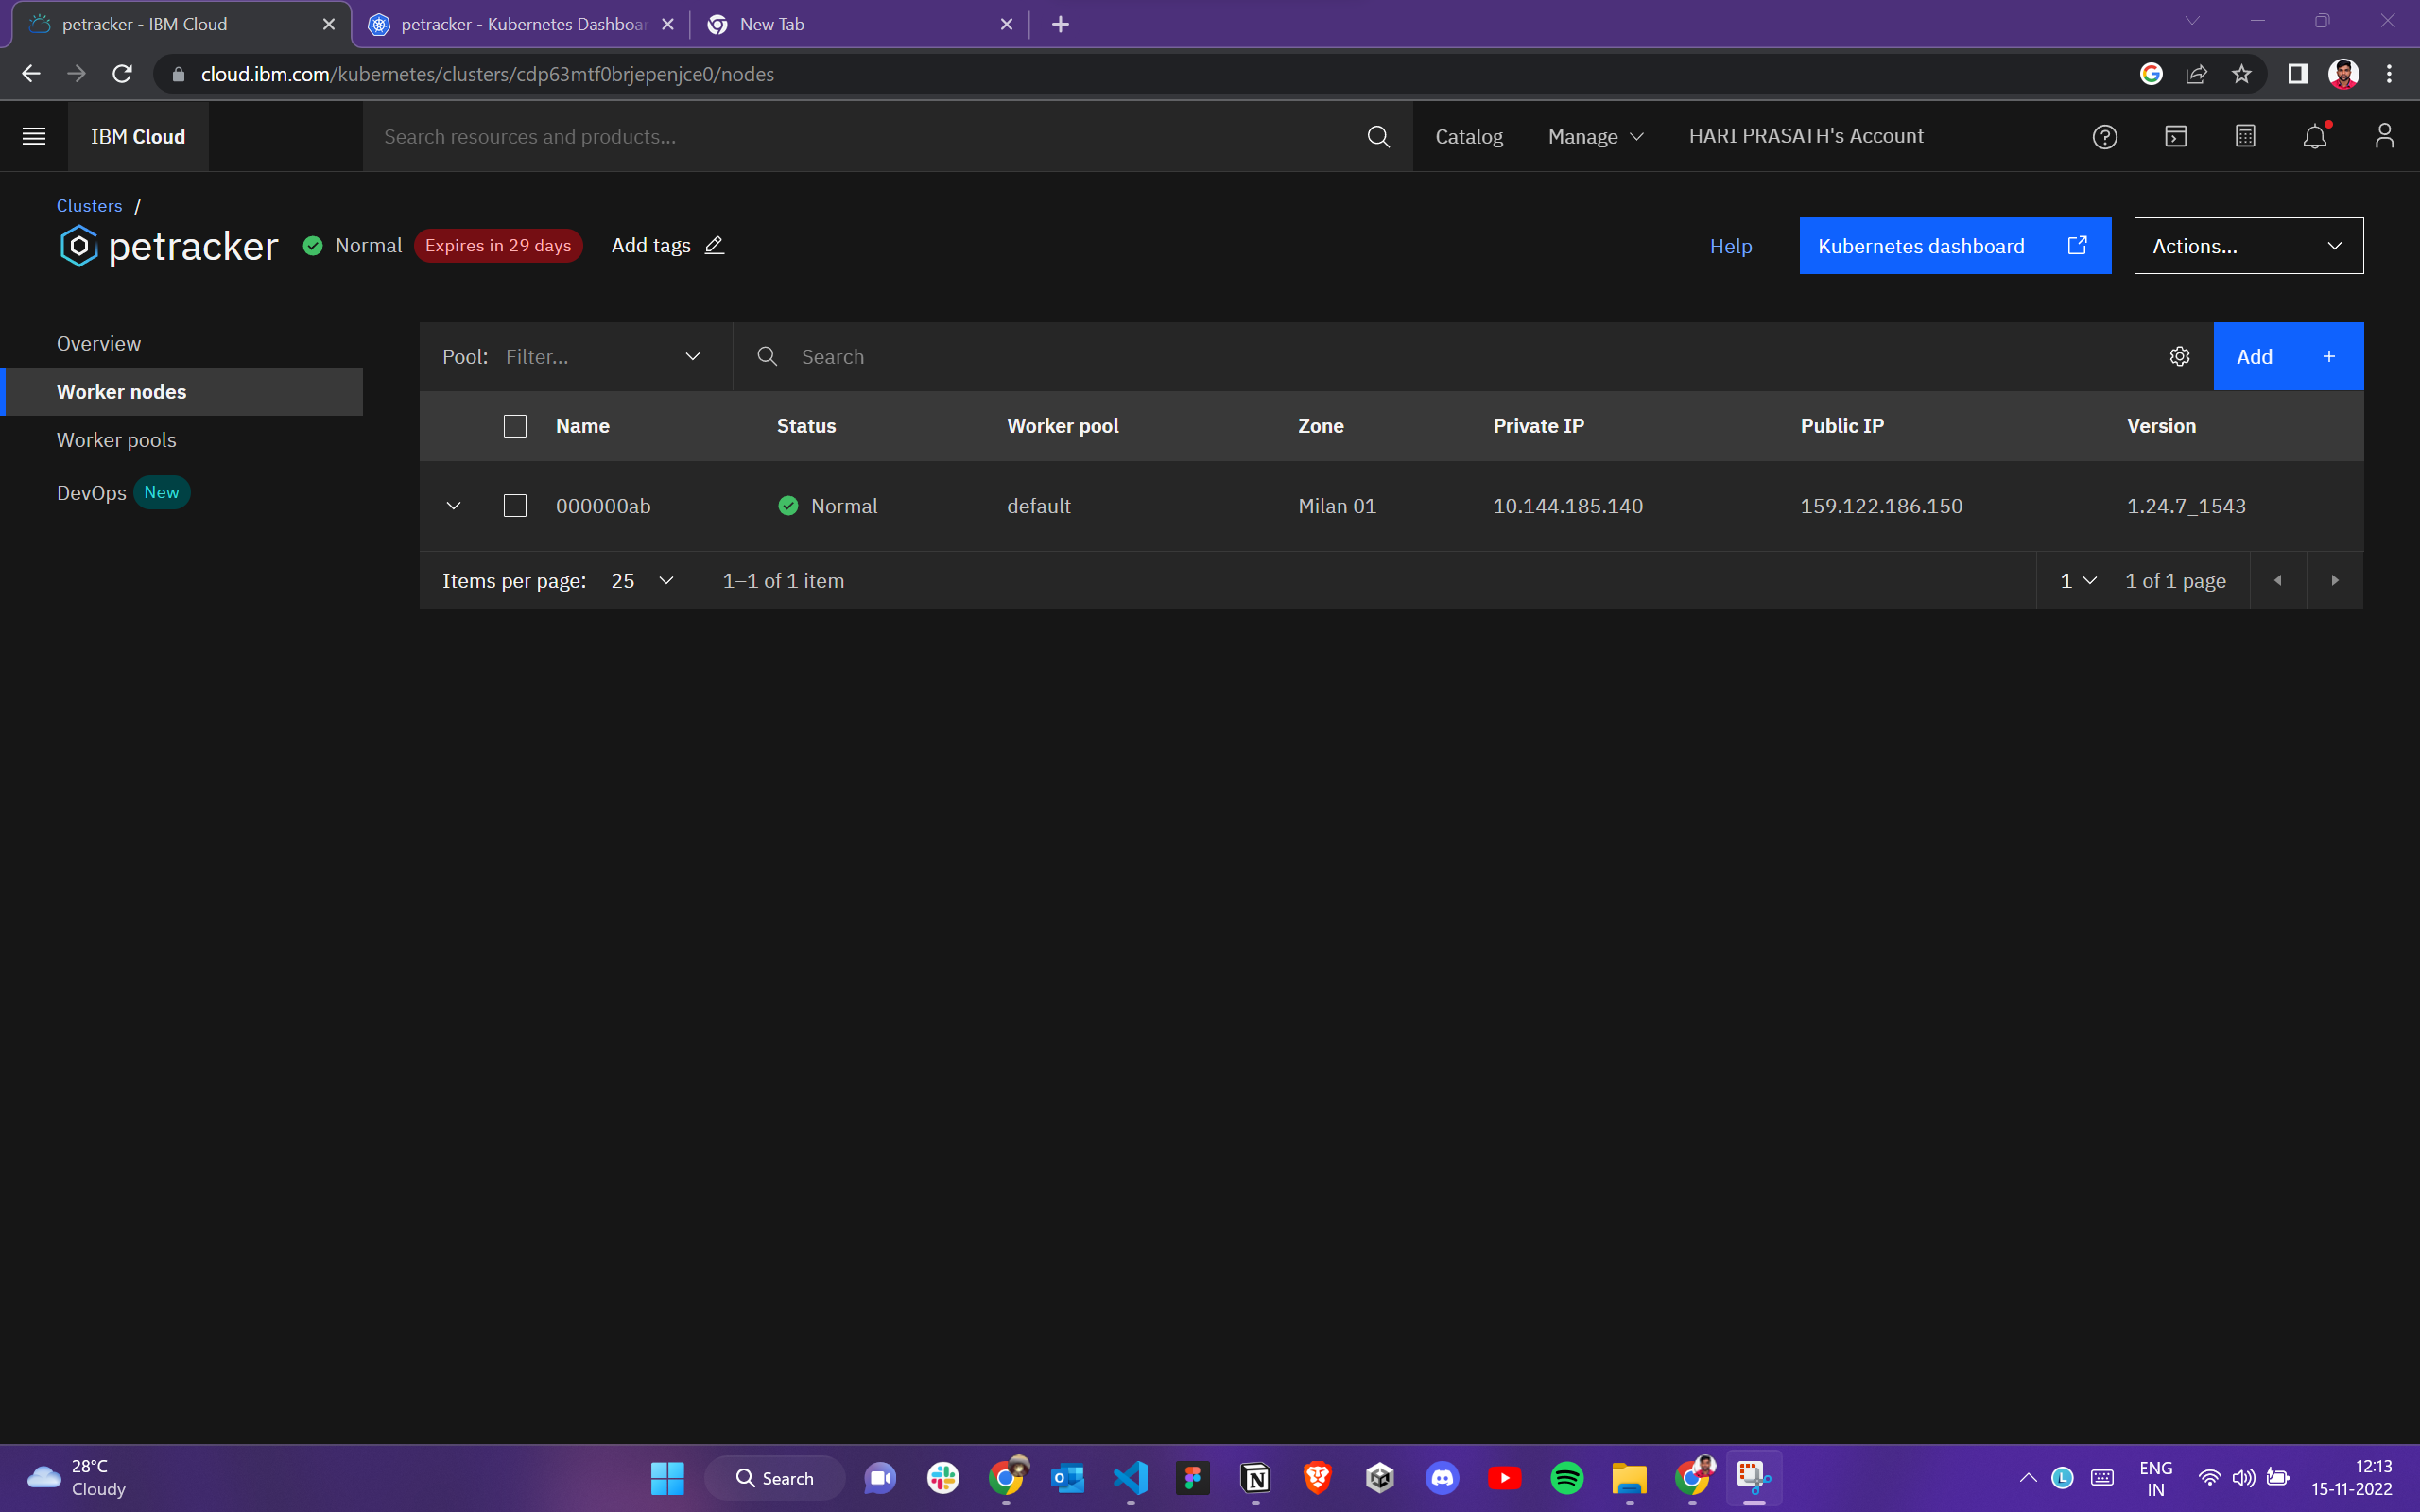 petracker - IBM Cloud
petracker - Kubernetes Dashboar
New Tab
cloud.ibm.com/kubernetes/clusters/cdp63mtf0brjepenjce0/nodes
IBM Cloud
Search resources and products...
Catalog
Manage
HARI PRASATH's Account
Clusters /
petracker
Normal
Expires in 29 days
Add tags
Help
Kubernetes dashboard
Actions...
Overview
Worker nodes
Worker pools
DevOps New
Pool: Filter...
Search
Add +
Name Status Worker pool Zone Private IP Public IP Version
000000ab Normal default Milan 01 10.144.185.140 159.122.186.150 1.24.7_1543
Items per page: 25
1–1 of 1 item
1
1 of 1 page
28°C
Cloudy
Search
ENG
IN
12:13
15-11-2022